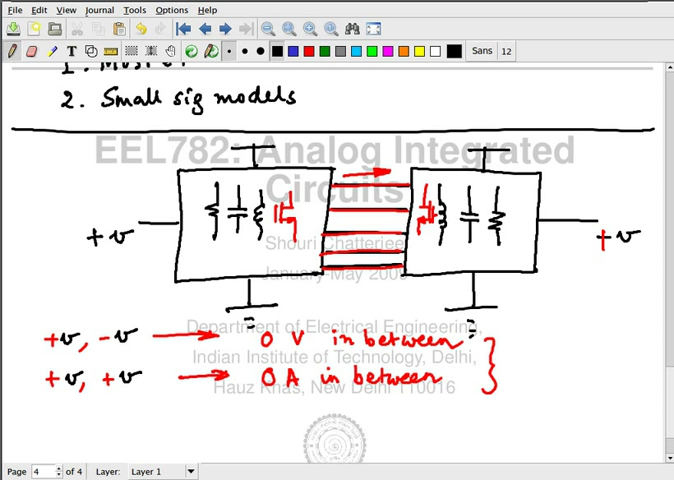 File Edit View Journal Tools Options Help
Sans 12
2. Small sig models
EEL782: Analog Integrated
Circuits
+v
+v
Shouri Chatterjee
January-May 2009
Department of Electrical Engineering,
+v, -v → 0 V in between
Indian Institute of Technology, Delhi,
+v, +v → 0 A in between
Hauz Khas, New Delhi 110016
Page 4 of 4 Layer: Layer 1